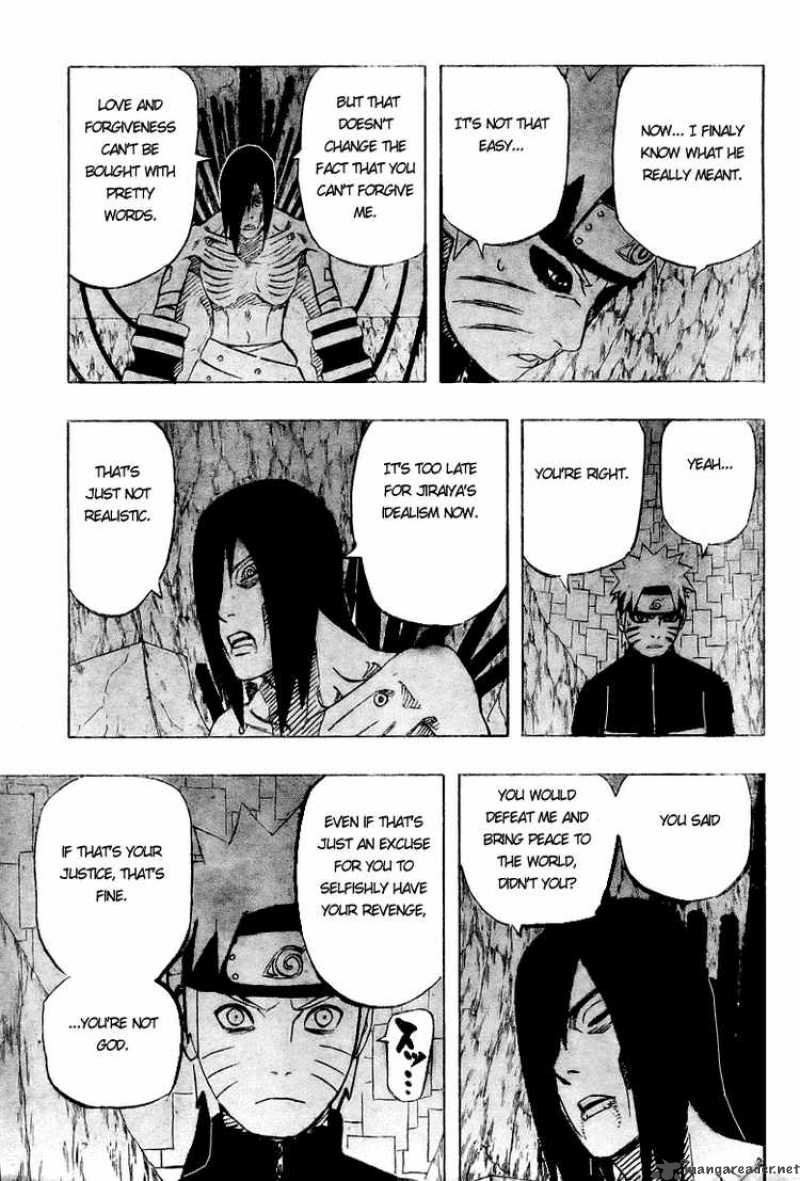 NOW... I FINALY
KNOW WHAT HE
REALLY MEANT.
IT'S NOT THAT
EASY...
BUT THAT
DOESN'T
CHANGE THE
FACT THAT YOU
CAN'T FORGIVE
ME.
LOVE AND
FORGIVENESS
CAN'T BE
BOUGHT WITH
PRETTY
WORDS.
YEAH...
YOU'RE RIGHT.
IT'S TOO LATE
FOR JIRAIYA'S
IDEALISM NOW.
THAT'S
JUST NOT
REALISTIC.
YOU SAID
YOU WOULD
DEFEAT ME AND
BRING PEACE TO
THE WORLD,
DIDN'T YOU?
EVEN IF THAT'S
JUST AN EXCUSE
FOR YOU TO
SELFISHLY HAVE
YOUR REVENGE,
IF THAT'S YOUR
JUSTICE, THAT'S
FINE.
...YOU'RE NOT
GOD.
スッ…
mangareader.net